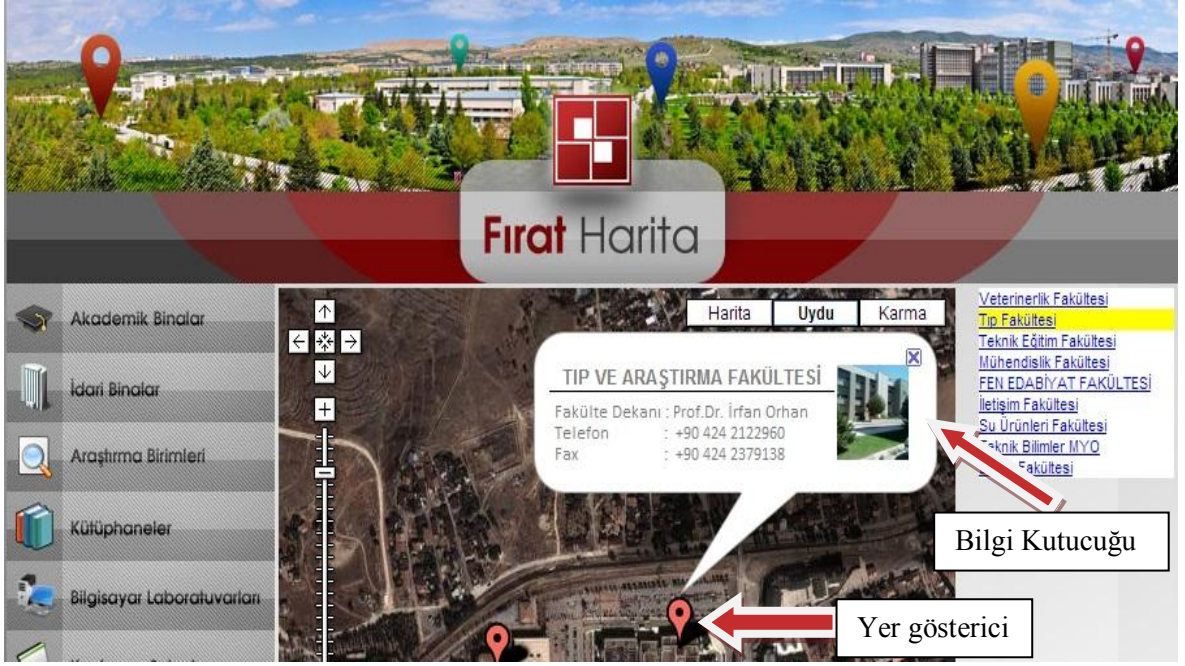 Fırat Harita
Akademik Binalar
İdari Binalar
Araştırma Birimleri
Kütüphaneler
Bilgisayar Laboratuvarları
Harita
Uydu
Karma
TIP VE ARAŞTIRMA FAKÜLTESİ
Fakülte Dekanı : Prof.Dr. İrfan Orhan
Telefon : +90 424 2122960
Fax : +90 424 2379138
Veterinerlik Fakültesi
Tıp Fakültesi
Teknik Eğitim Fakültesi
Mühendislik Fakültesi
FEN EDABİYAT FAKÜLTESİ
İletişim Fakültesi
Su Ürünleri Fakültesi
Teknik Bilimler MYO
Fakültesi
Bilgi Kutucuğu
Yer gösterici